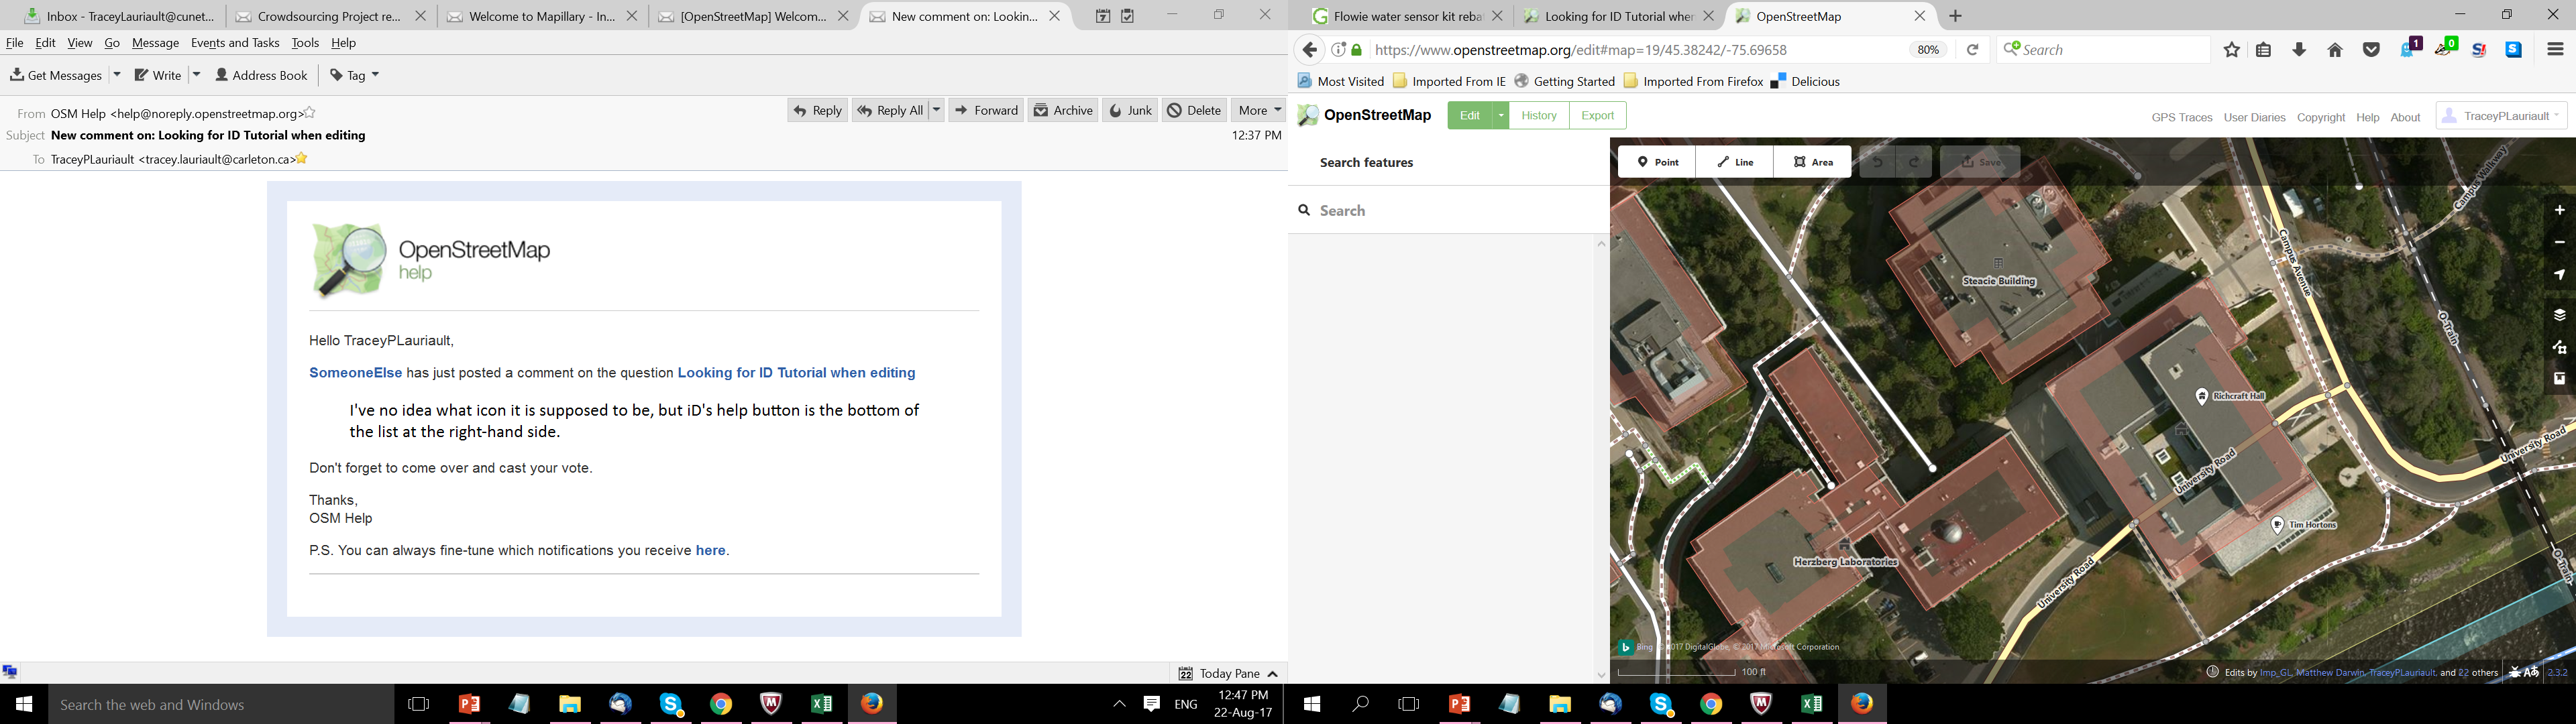 Inbox - TraceyLauriault@cunet...
Crowdsourcing Project re...
Welcome to Mapillary - In...
[OpenStreetMap] Welcom...
New comment on: Lookin...
File Edit View Go Message Events and Tasks Tools Help
Get Messages Write Address Book Tag
From OSM Help <help@noreply.openstreetmap.org>
Reply Reply All Forward Archive Junk Delete More
Subject New comment on: Looking for ID Tutorial when editing
12:37 PM
To TraceyPLauriault <tracey.lauriault@carleton.ca>
OpenStreetMap
help
Hello TraceyPLauriault,
SomeoneElse has just posted a comment on the question Looking for ID Tutorial when editing
I've no idea what icon it is supposed to be, but iD's help button is the bottom of
the list at the right-hand side.
Don't forget to come over and cast your vote.
Thanks,
OSM Help
P.S. You can always fine-tune which notifications you receive here.
22 Today Pane
Search the web and Windows
ENG
12:47 PM
22-Aug-17
Flowie water sensor kit reba
Looking for ID Tutorial when
OpenStreetMap
https://www.openstreetmap.org/edit#map=19/45.38242/-75.69658
80%
Search
1
0
Most Visited Imported From IE Getting Started Imported From Firefox Delicious
OpenStreetMap Edit History Export
GPS Traces User Diaries Copyright Help About TraceyPLauriault
Search features
Point Line Area Save
Search
Campus Walkway
Campus Avenue
Steacie Building
O-Train
Richcraft Hall
University Road
University Road
Tim Hortons
Herzberg Laboratories
University Road
O-Train
Bing © 2017 DigitalGlobe, © 2017 Microsoft Corporation
100 ft
Edits by Imp_GL, Matthew Darwin, TraceyPLauriault, and 22 others
2.3.2